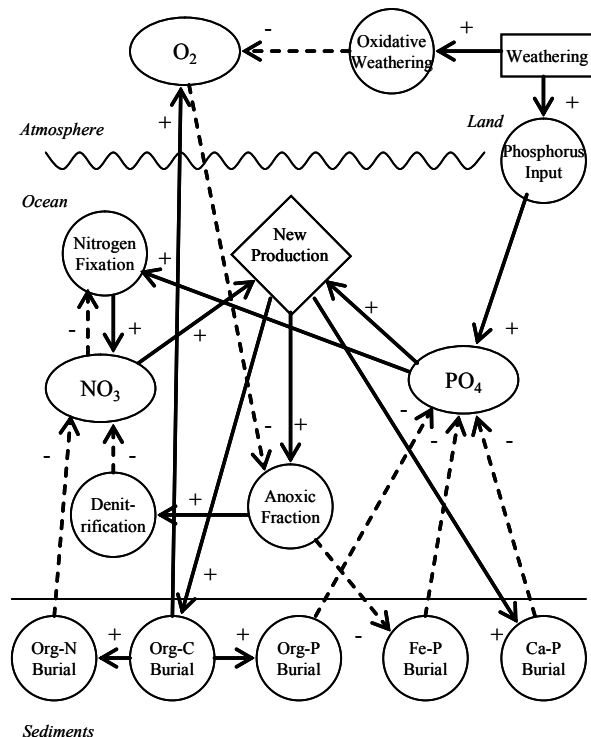 O₂
-
Oxidative
Weathering
+
Weathering
+
+
Atmosphere
Land
Phosphorus
Input
Ocean
Nitrogen
Fixation
+
New
Production
-
+
+
+
+
NO₃
PO₄
-
-
-
-
+
-
-
Denit-
rification
+
Anoxic
Fraction
+
Org-N
Burial
+
Org-C
Burial
+
Org-P
Burial
-
Fe-P
Burial
+
Ca-P
Burial
Sediments